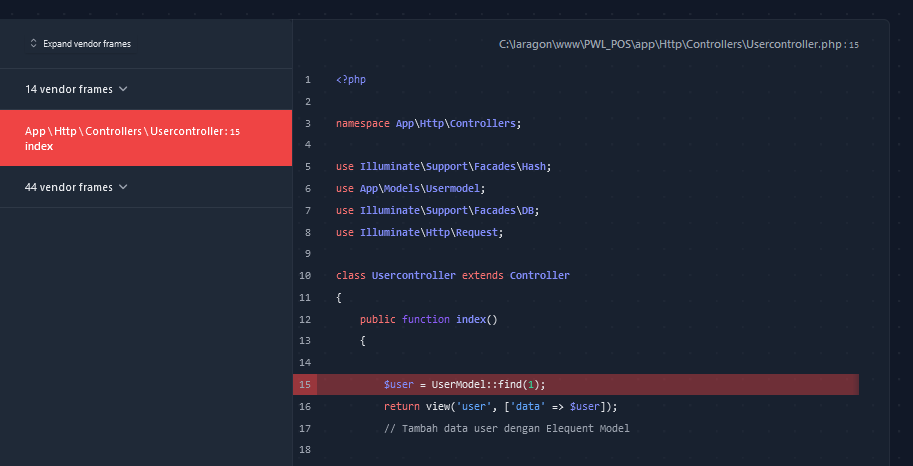 Expand vendor frames
C:\laragon\www\PWL_POS\app\Http\Controllers\Usercontroller.php:15
14 vendor frames
App\Http\Controllers\Usercontroller:15
index
44 vendor frames
1 <?php
2
3 namespace App\Http\Controllers;
4
5 use Illuminate\Support\Facades\Hash;
6 use App\Models\Usermodel;
7 use Illuminate\Support\Facades\DB;
8 use Illuminate\Http\Request;
9
10 class Usercontroller extends Controller
11 {
12     public function index()
13     {
14
15         $user = UserModel::find(1);
16         return view('user', ['data' => $user]);
17         // Tambah data user dengan Elequent Model
18